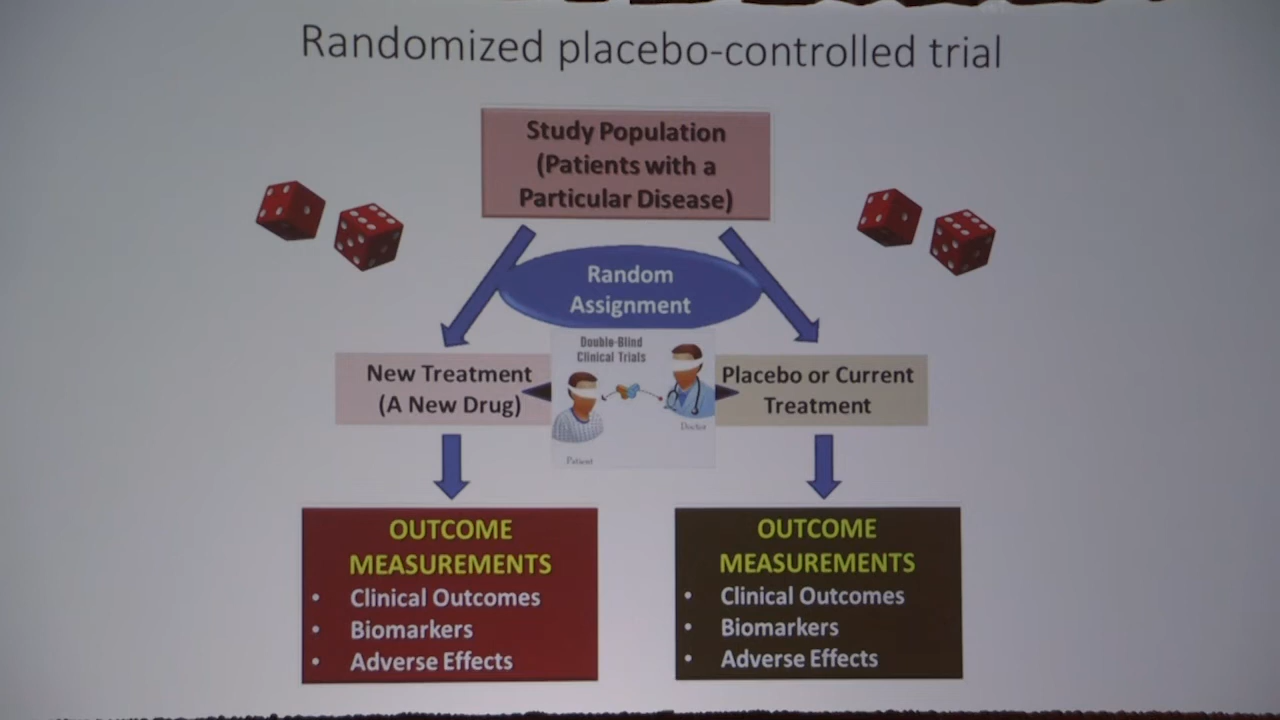 Randomized placebo-controlled trial
Study Population
(Patients with a
Particular Disease)
Random
Assignment
Double-Blind
Clinical Trials
New Treatment
(A New Drug)
Placebo or Current
Treatment
Doctor
Patient
OUTCOME
MEASUREMENTS
• Clinical Outcomes
• Biomarkers
• Adverse Effects
OUTCOME
MEASUREMENTS
• Clinical Outcomes
• Biomarkers
• Adverse Effects